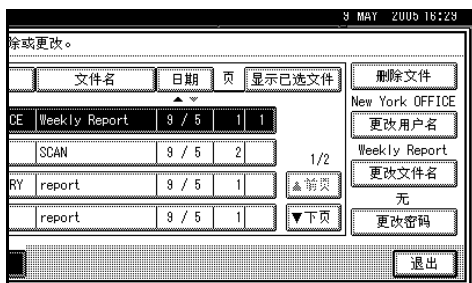 9 MAY 2005 16:29
除或更改。
文件名 日期 页 显示已选文件 删除文件
▲ ▼
New York OFFICE
CE Weekly Report 9 / 5 1 1 更改用户名
SCAN 9 / 5 2 1/2 Weekly Report
更改文件名
RY report 9 / 5 1 ▲前页
无
report 9 / 5 1 ▼下页 更改密码
退出